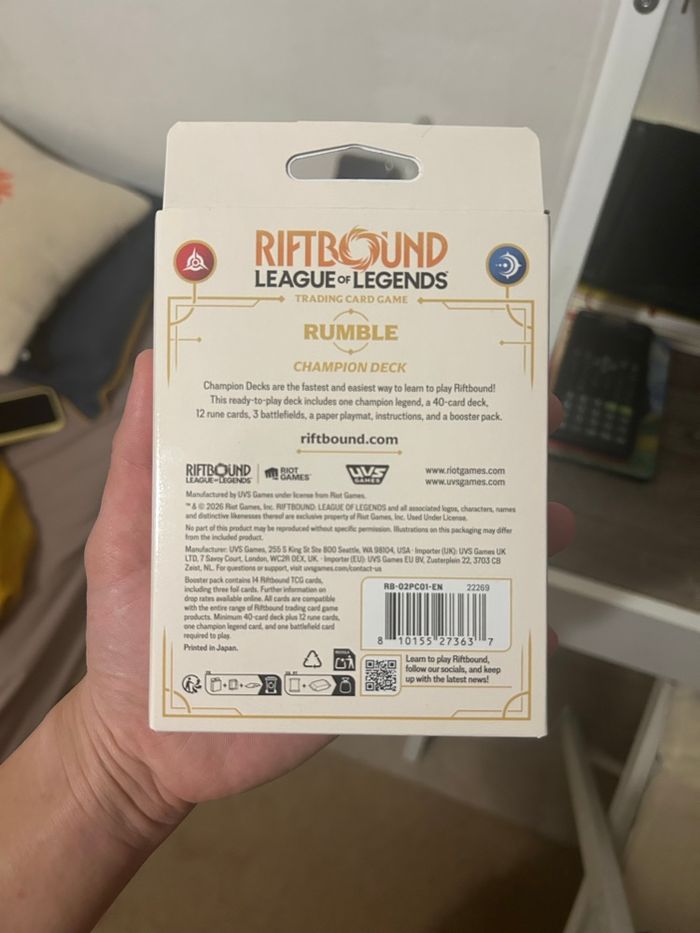 RIFTBOUND
LEAGUE OF LEGENDS
TRADING CARD GAME
RUMBLE
CHAMPION DECK
Champion Decks are the fastest and easiest way to learn to play Riftbound!
This ready-to-play deck includes one champion legend, a 40-card deck,
12 rune cards, 3 battlefields, a paper playmat, instructions, and a booster pack.
riftbound.com
RIFTBOUND
LEAGUE OF LEGENDS
RIOT
GAMES
UVS
GAMES
www.riotgames.com
www.uvsgames.com
Manufactured by UVS Games under license from Riot Games.
™ & © 2026 Riot Games, Inc. RIFTBOUND: LEAGUE OF LEGENDS and all associated logos, characters, names
and distinctive likenesses thereof are exclusive property of Riot Games, Inc. Used Under License.
No part of this product may be reproduced without specific permission. Illustrations on this packaging may differ
from the included product.
Manufacturer: UVS Games, 255 S King St Ste 800 Seattle, WA 98104, USA · Importer (UK): UVS Games UK
LTD, 7 Savoy Court, London, WC2R 0EX, UK. · Importer (EU): UVS Games EU BV, Zusterplein 22, 3703 CB
Zeist, NL. For questions or support, visit uvsgames.com/contact-us
Booster pack contains 14 Riftbound TCG cards,
including three foil cards. Further information on
drop rates available online. All cards are compatible
with the entire range of Riftbound trading card game
products. Minimum 40-card deck plus 12 rune cards,
one champion legend card, and one battlefield card
required to play.
Printed in Japan.
RB-02PC01-EN 22269
8 10155 27363 7
Learn to play Riftbound,
follow our socials, and keep
up with the latest news!